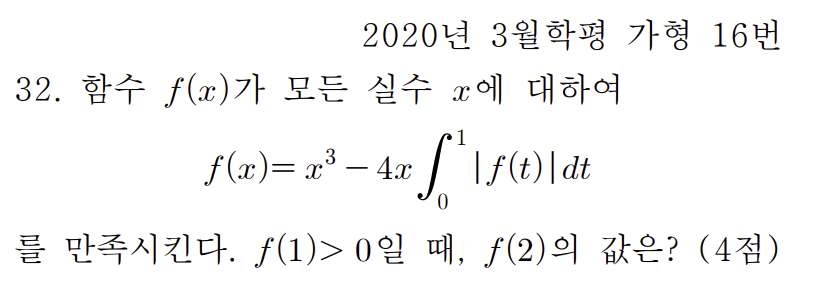 2020년 3월학평 가형 16번
32. 함수 f(x)가 모든 실수 x에 대하여
f(x)= x³ − 4x ∫₀¹ |f(t)|dt
를 만족시킨다. f(1)> 0일 때, f(2)의 값은? (4점)